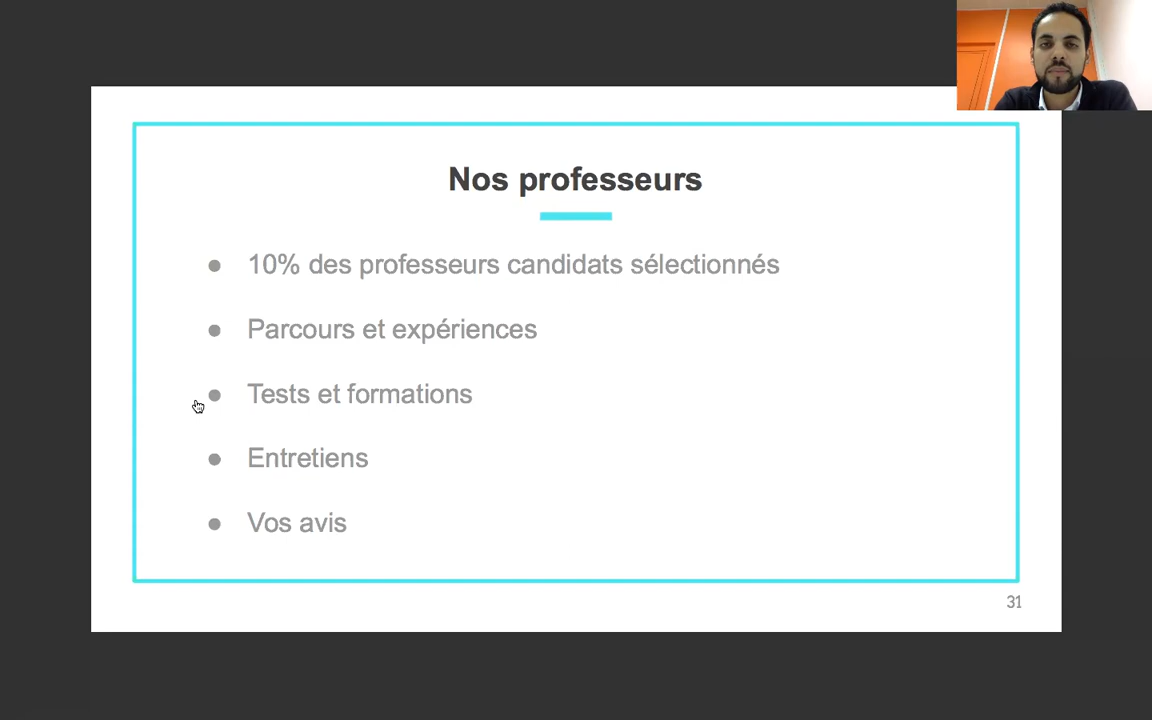 Nos professeurs
● 10% des professeurs candidats sélectionnés
● Parcours et expériences
● Tests et formations
● Entretiens
● Vos avis
31